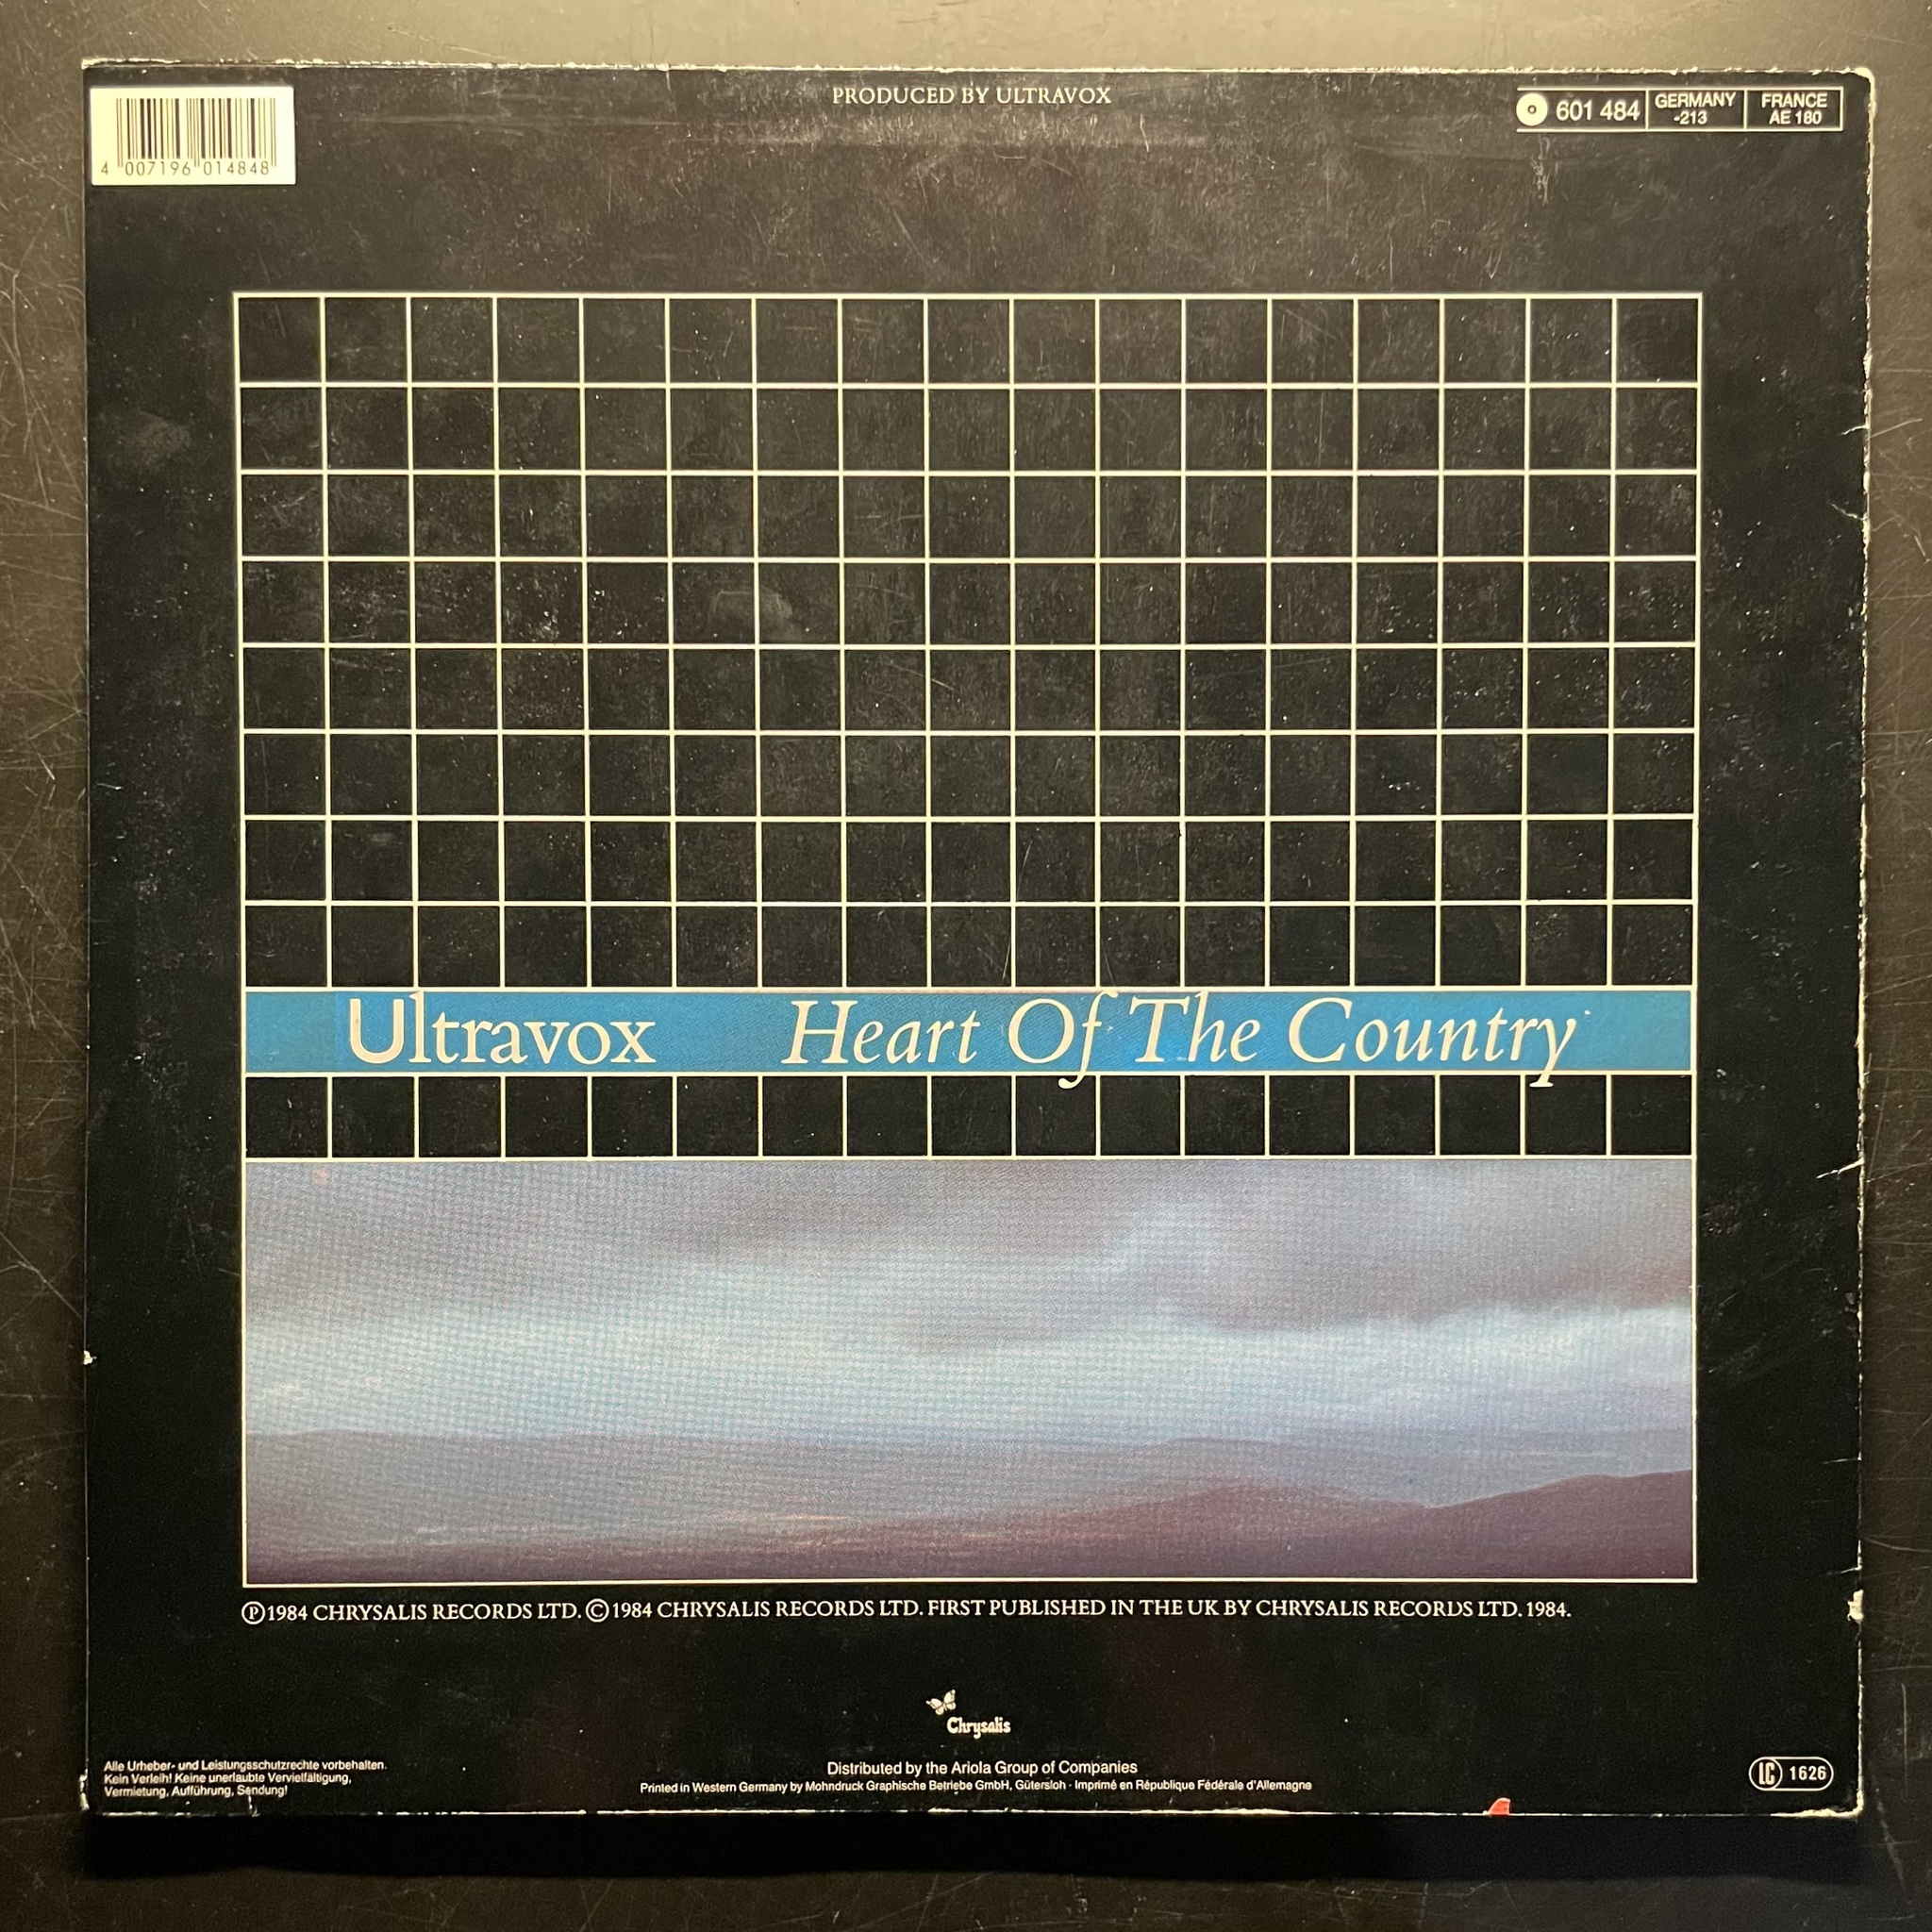 PRODUCED BY ULTRAVOX
601 484
GERMANY
-213
FRANCE
AE 180
4 007196 014848
Ultravox Heart Of The Country
Ⓟ1984 CHRYSALIS RECORDS LTD. ©1984 CHRYSALIS RECORDS LTD. FIRST PUBLISHED IN THE UK BY CHRYSALIS RECORDS LTD. 1984.
Chrysalis
Alle Urheber- und Leistungsschutzrechte vorbehalten.
Kein Verleih! Keine unerlaubte Vervielfältigung,
Vermietung, Aufführung, Sendung!
Distributed by the Ariola Group of Companies
Printed in Western Germany by Mohndruck Graphische Betriebe GmbH, Gütersloh · Imprimé en République Fédérale d'Allemagne
LC 1626